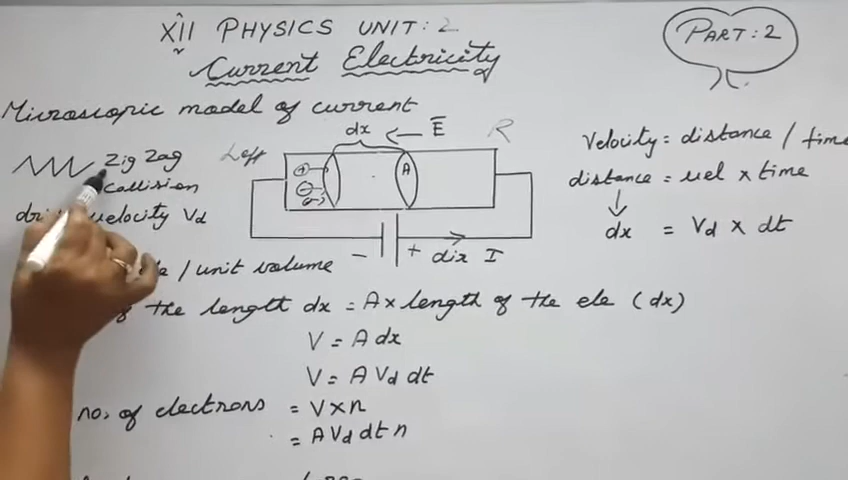 XII PHYSICS UNIT: 2
PART: 2
Current Electricity
Microscopic model of current
dx ← E
Left
R
Zig Zag
collision
velocity Vd
+
A
-
- + dix I
Velocity = distance / time
distance = vel x time
dx = Vd x dt
/ unit volume
the length dx = A x length of the ele (dx)
V = A dx
V = A Vd dt
no. of electrons = V x n
= A Vd dt n